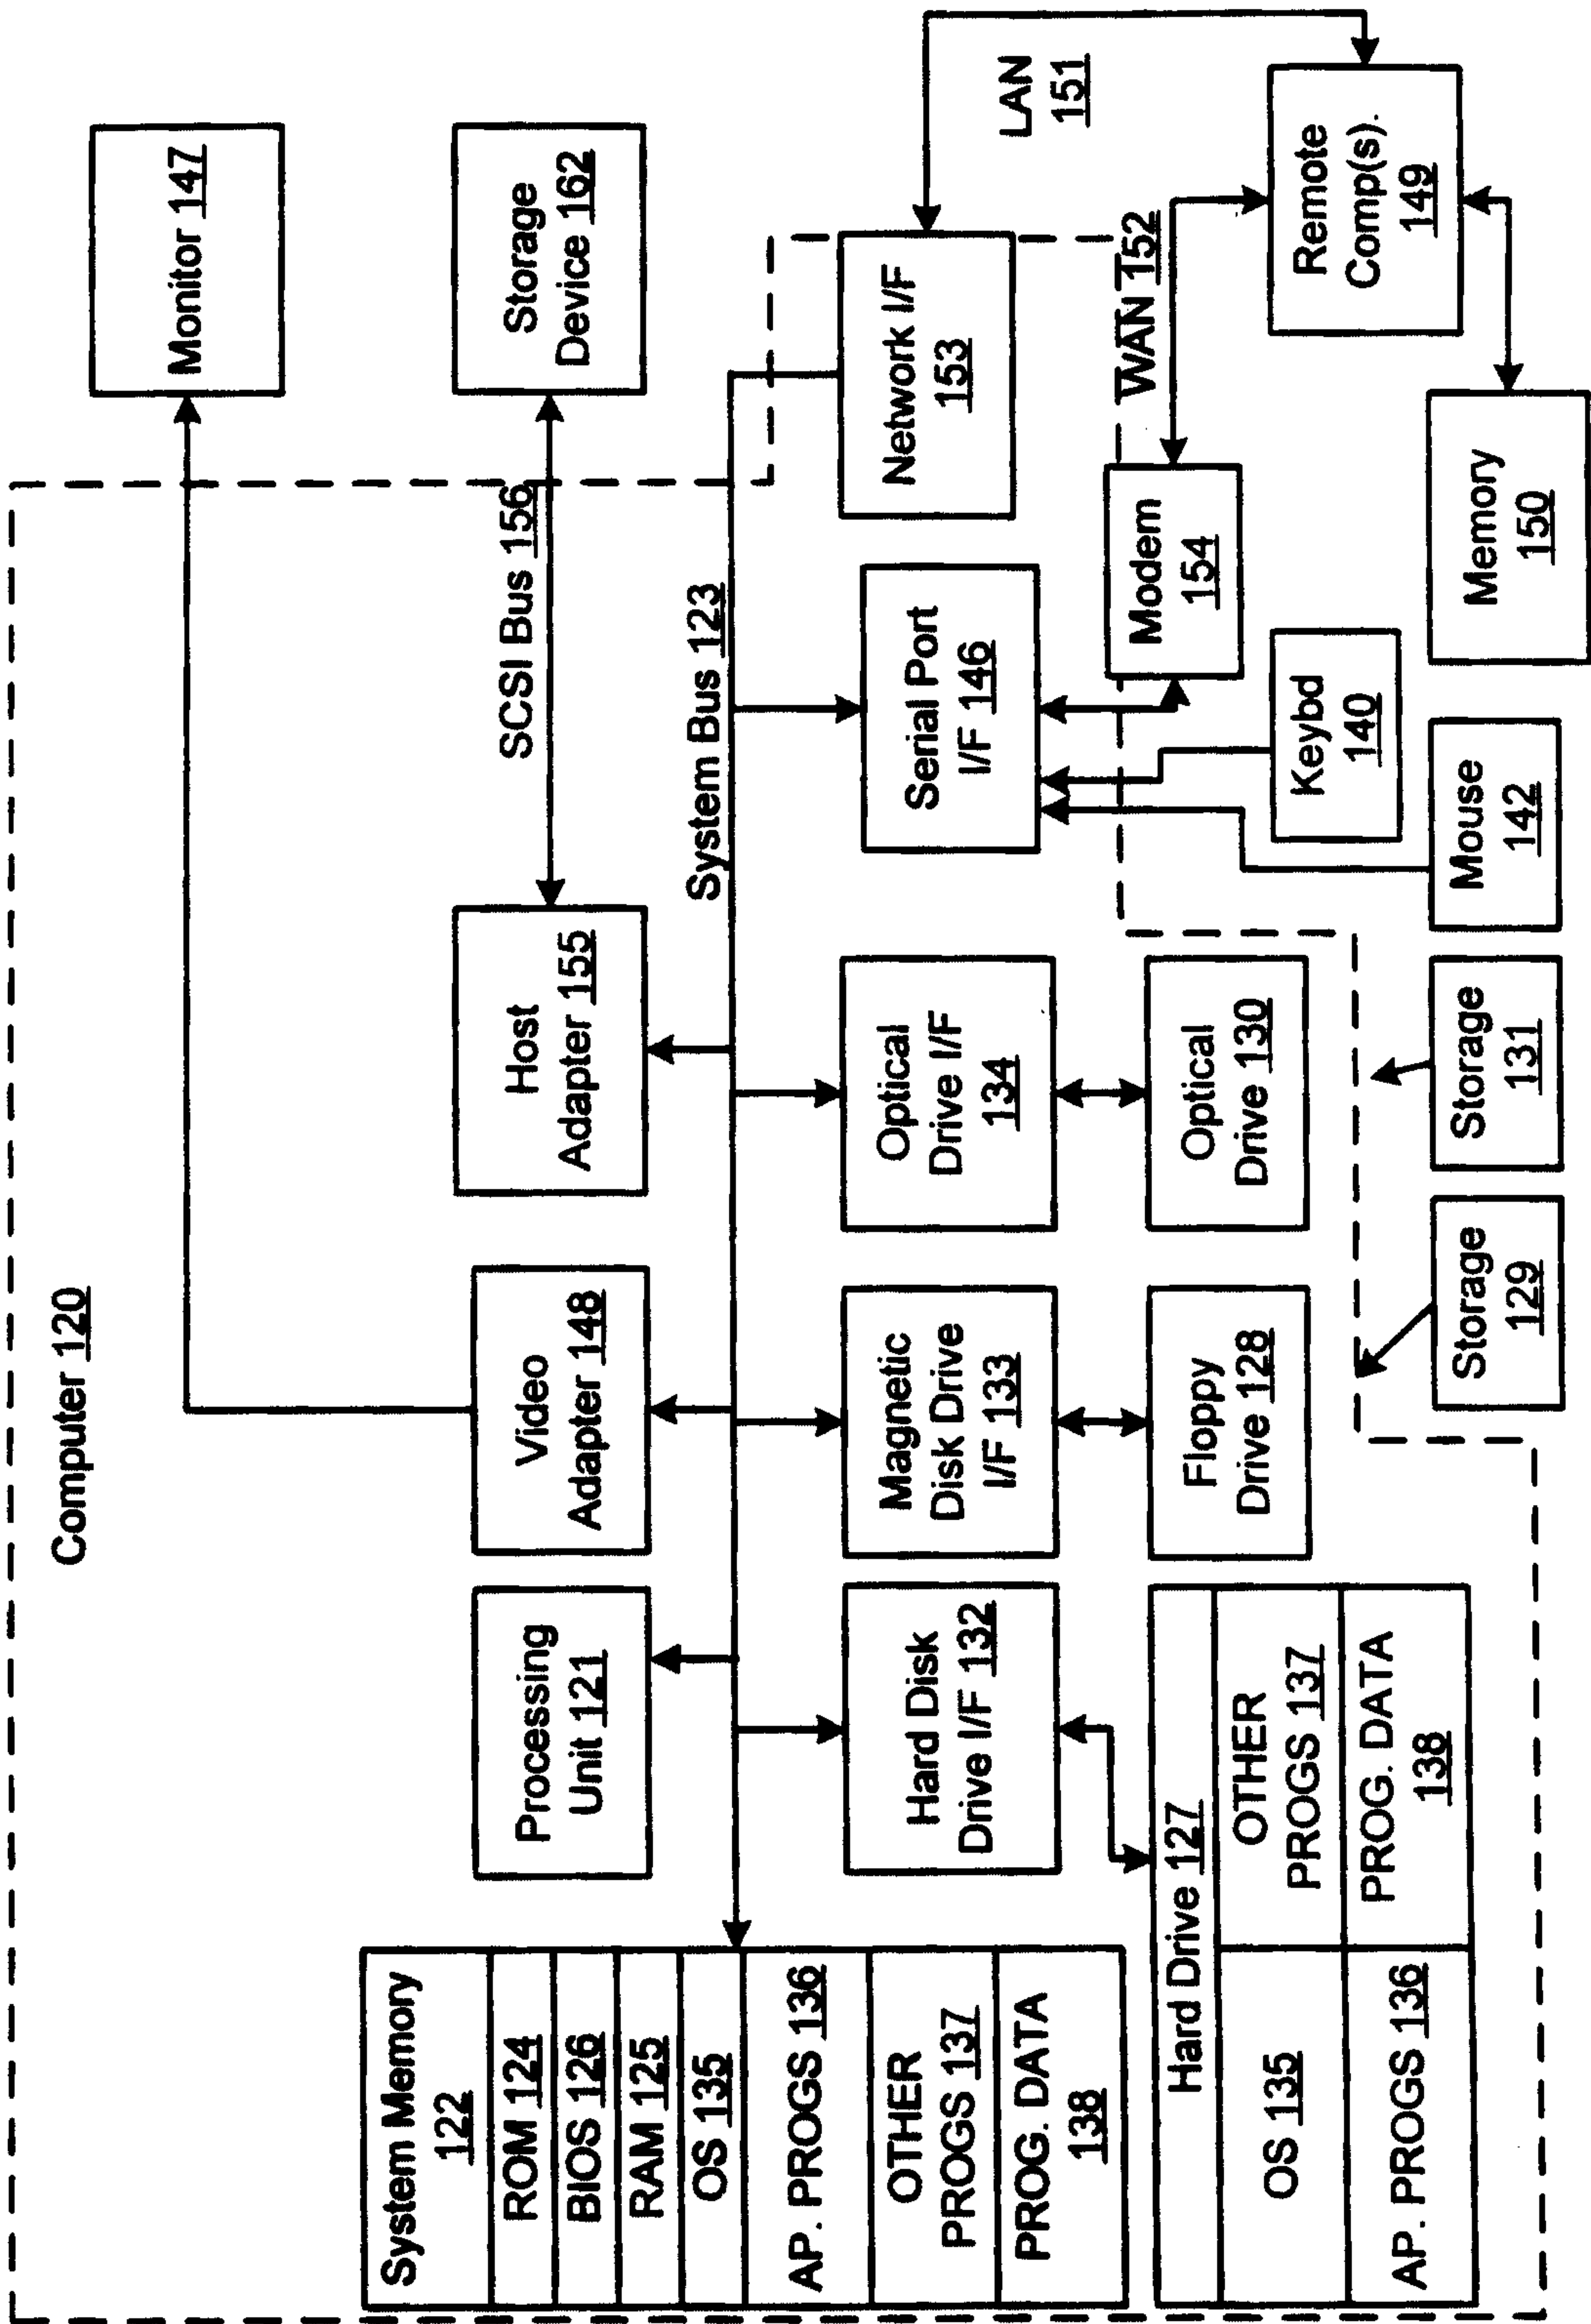 Computer 120
Monitor 147
Storage
Device 162
SCSI Bus 156
System Bus 123
System Memory
122
ROM 124
BIOS 126
RAM 125
OS 135
AP. PROGS 136
OTHER
PROGS 137
PROG. DATA
138
Processing
Unit 121
Video
Adapter 148
Host
Adapter 155
Hard Disk
Drive I/F 132
Magnetic
Disk Drive
I/F 133
Optical
Drive I/F
134
Serial Port
I/F 146
Network I/F
153
LAN
151
Hard Drive 127
OS 135
OTHER
PROGS 137
AP. PROGS 136
PROG. DATA
138
Floppy
Drive 128
Optical
Drive 130
Modem
154
WAN 152
Remote
Comp(s).
149
Storage
129
Storage
131
Mouse
142
Keybd
140
Memory
150